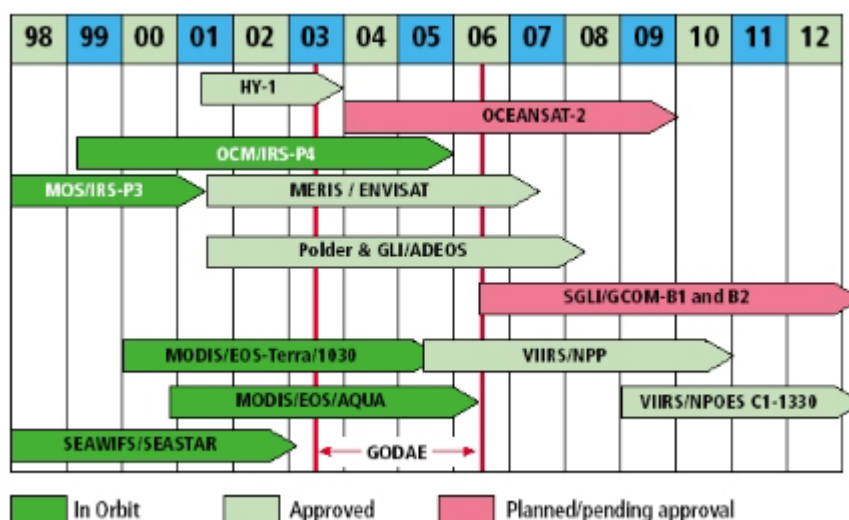 98 99 00 01 02 03 04 05 06 07 08 09 10 11 12
HY-1
OCEANSAT-2
OCM/IRS-P4
MOS/IRS-P3 MERIS / ENVISAT
Polder & GLI/ADEOS
SGLI/GCOM-B1 and B2
MODIS/EOS-Terra/1030 VIIRS/NPP
MODIS/EOS/AQUA VIIRS/NPOES C1-1330
SEAWIFS/SEASTAR GODAE
In Orbit Approved Planned/pending approval